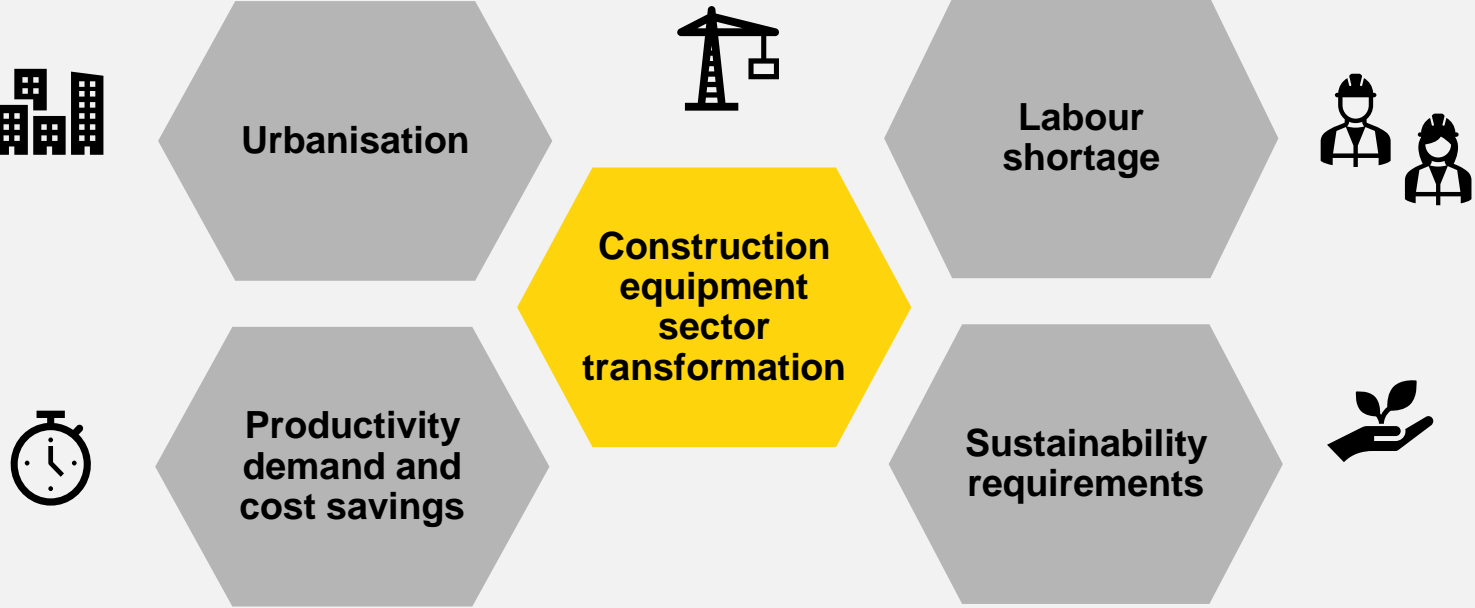 Urbanisation
Labour
shortage
Construction
equipment
sector
transformation
Productivity
demand and
cost savings
Sustainability
requirements